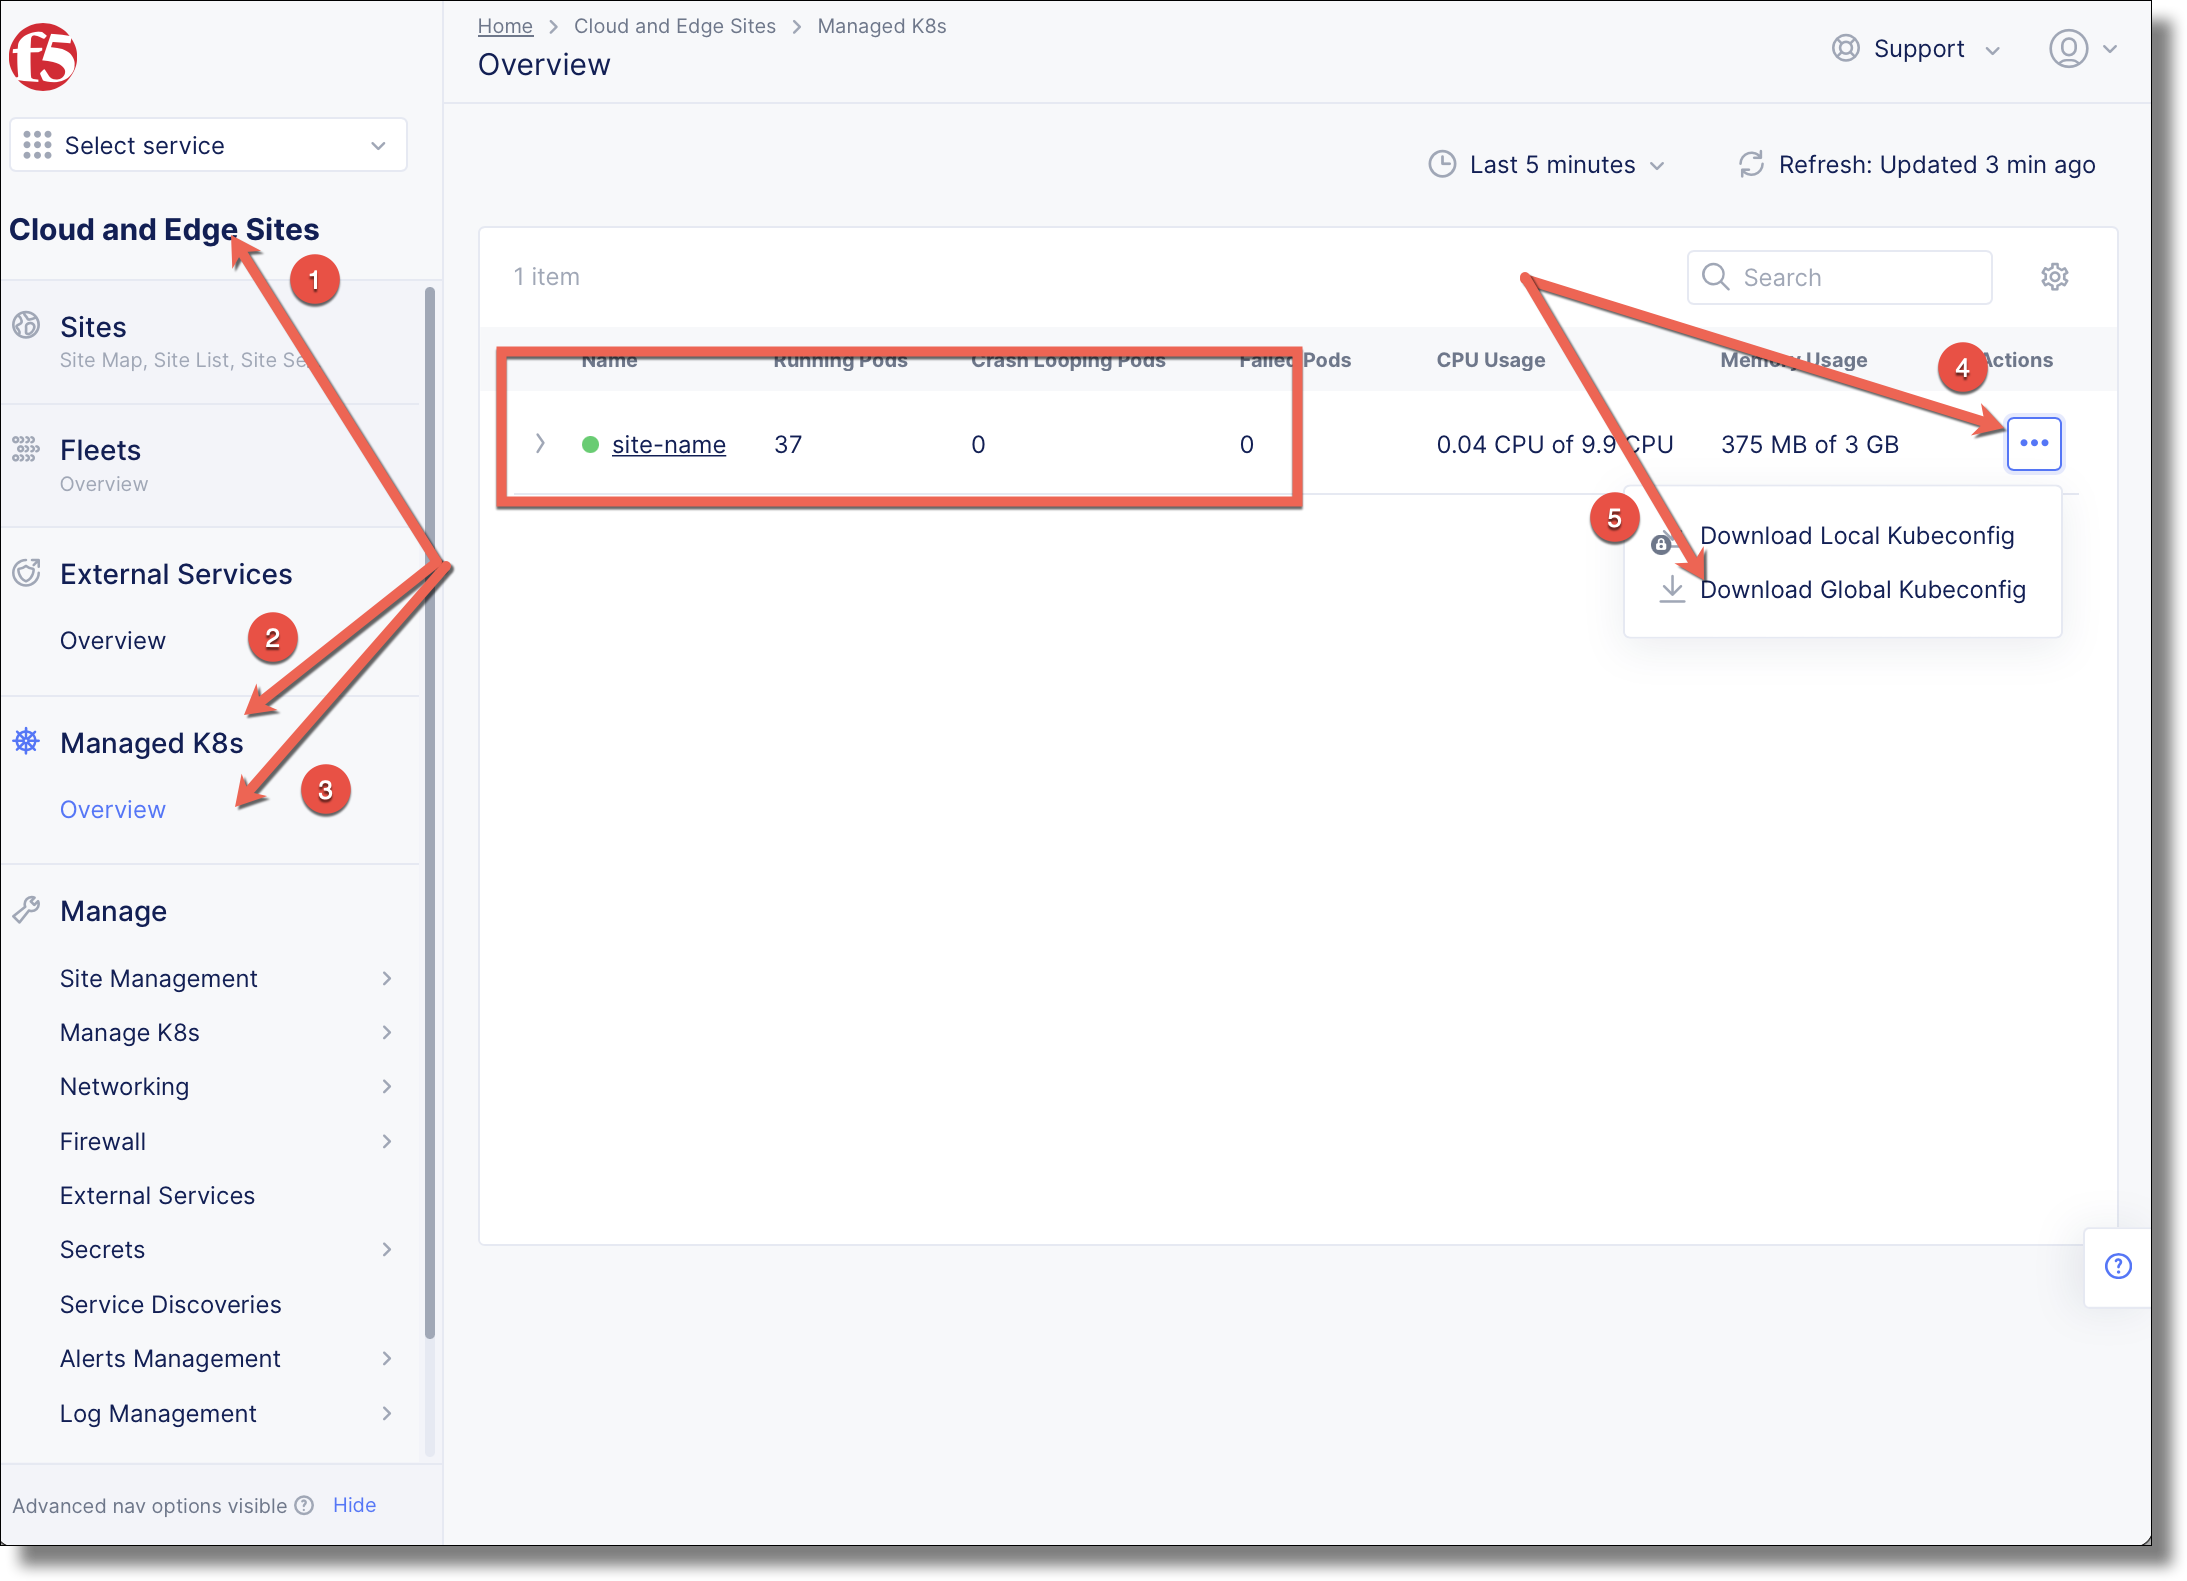 f5
Select service
Cloud and Edge Sites
1
Sites
Site Map, Site List, Site Se
Fleets
Overview
External Services
Overview
2
Managed K8s
Overview
3
Manage
Site Management
Manage K8s
Networking
Firewall
External Services
Secrets
Service Discoveries
Alerts Management
Log Management
Advanced nav options visible ? Hide
Home > Cloud and Edge Sites > Managed K8s
Overview
Support
Last 5 minutes
Refresh: Updated 3 min ago
1 item
Search
Name Running Pods Crash Looping Pods Failed Pods CPU Usage Memory Usage Actions
4
site-name 37 0 0 0.04 CPU of 9.9 CPU 375 MB of 3 GB
5
Download Local Kubeconfig
Download Global Kubeconfig
?